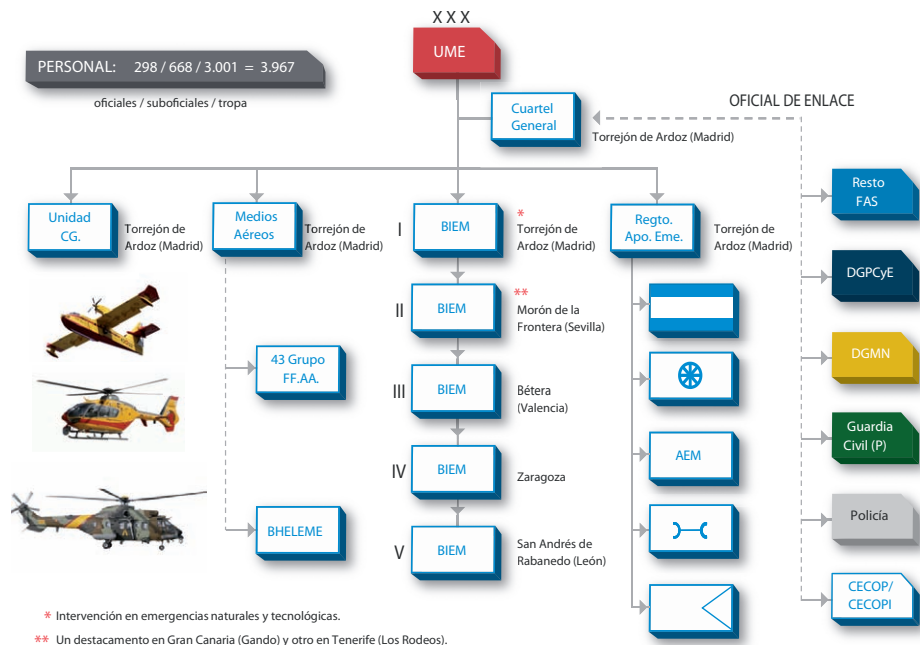 X X X
UME
PERSONAL: 298 / 668 / 3.001 = 3.967
oficiales / suboficiales / tropa
Cuartel
General
Torrejón de Ardoz (Madrid)
OFICIAL DE ENLACE
Unidad
CG.
Torrejón de
Ardoz (Madrid)
Medios
Aéreos
Torrejón de
Ardoz (Madrid)
43 Grupo
FF.AA.
BHELEME
I
BIEM
*
Torrejón de
Ardoz (Madrid)
II
BIEM
**
Morón de la
Frontera (Sevilla)
III
BIEM
Bétera
(Valencia)
IV
BIEM
Zaragoza
V
BIEM
San Andrés de
Rabanedo (León)
Regto.
Apo. Eme.
Torrejón de
Ardoz (Madrid)
AEM
Resto
FAS
DGPCyE
DGMN
Guardia
Civil (P)
Policía
CECOP/
CECOPI
* Intervención en emergencias naturales y tecnológicas.
** Un destacamento en Gran Canaria (Gando) y otro en Tenerife (Los Rodeos).